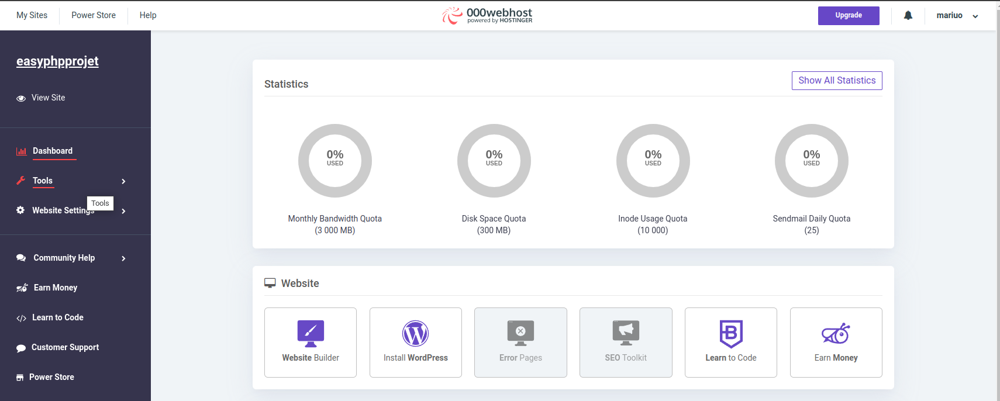 My Sites
Power Store
Help
000webhost
powered by HOSTINGER
Upgrade
mariuo
easyphpprojet
View Site
Dashboard
Tools
Tools
Website Settings
Community Help
Earn Money
Learn to Code
Customer Support
Power Store
Statistics
Show All Statistics
0%
USED
Monthly Bandwidth Quota
(3 000 MB)
0%
USED
Disk Space Quota
(300 MB)
0%
USED
Inode Usage Quota
(10 000)
0%
USED
Sendmail Daily Quota
(25)
Website
Website Builder
Install WordPress
Error Pages
SEO Toolkit
Learn to Code
Earn Money